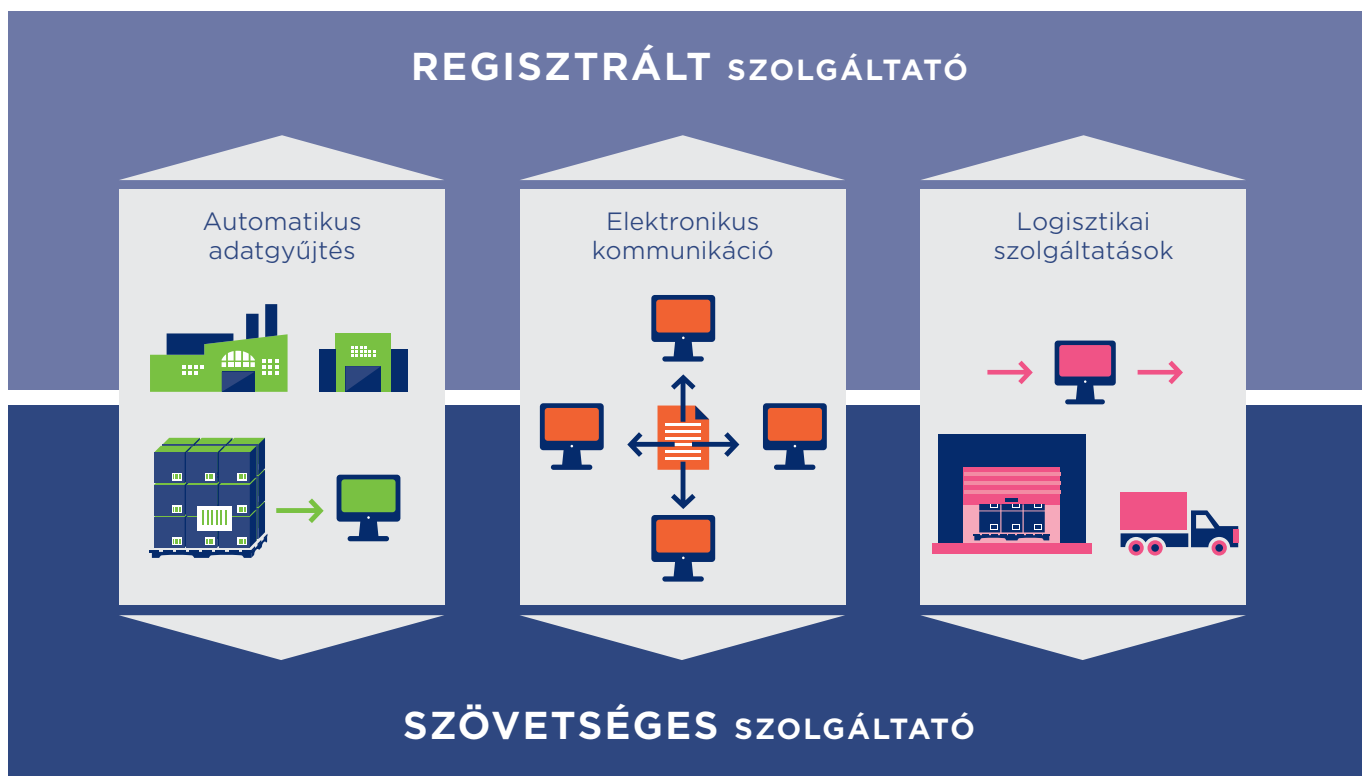 REGISZTRÁLT SZOLGÁLTATÓ
Automatikus
adatgyűjtés
Elektronikus
kommunikáció
Logisztikai
szolgáltatások
SZÖVETSÉGES SZOLGÁLTATÓ